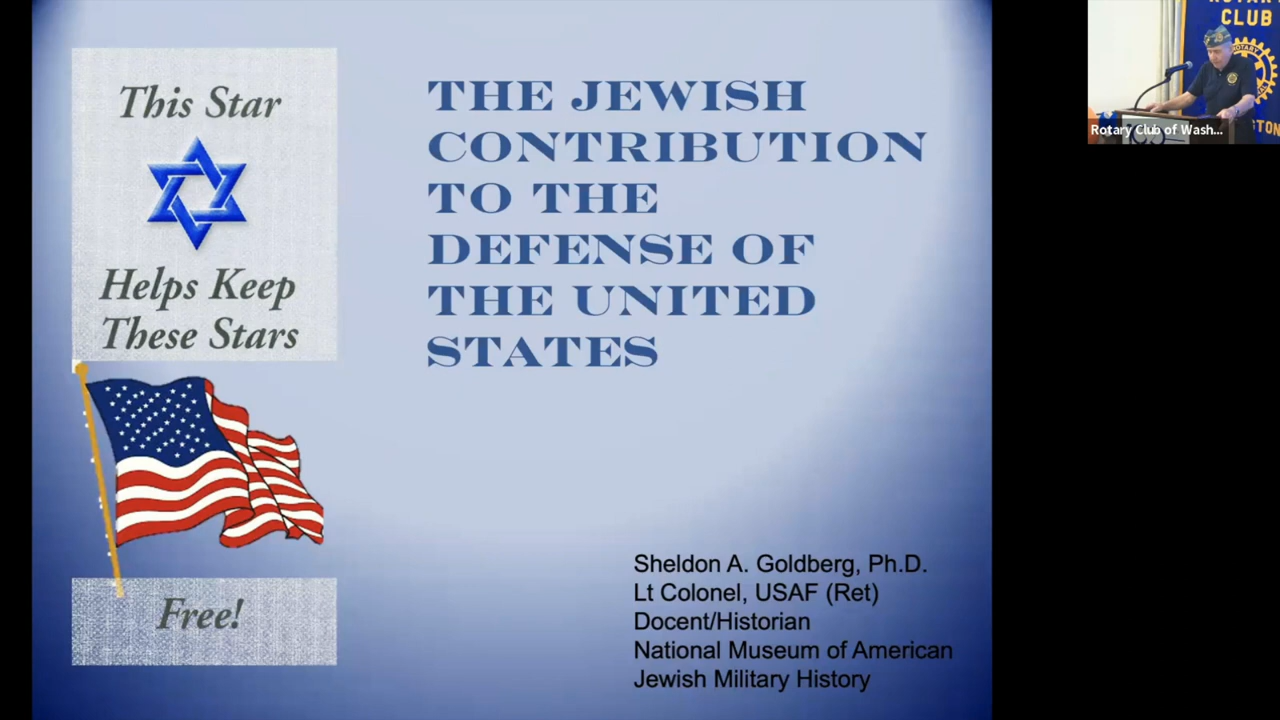 This Star
Helps Keep
These Stars
Free!
THE JEWISH
CONTRIBUTION
TO THE
DEFENSE OF
THE UNITED
STATES
Sheldon A. Goldberg, Ph.D.
Lt Colonel, USAF (Ret)
Docent/Historian
National Museum of American
Jewish Military History
ROTARY
CLUB
ROTARY
Rotary Club of Wash...